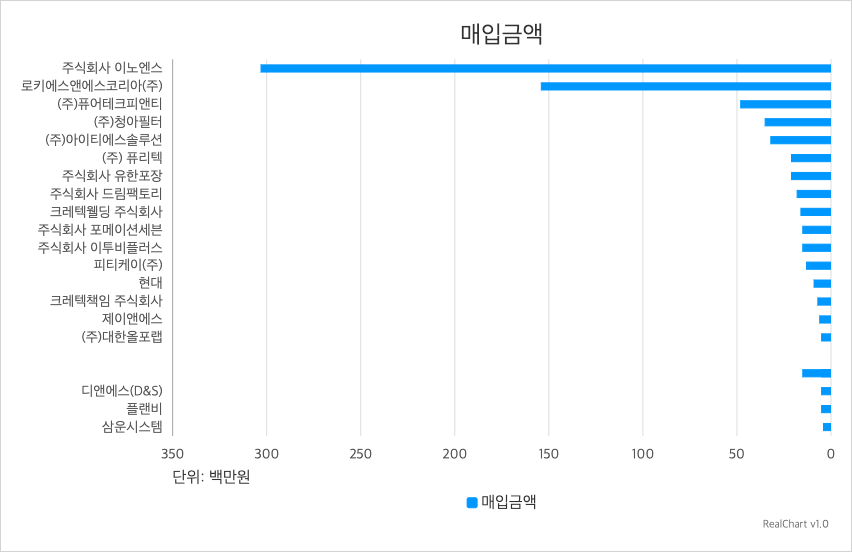 매입금액
주식회사 이노엔스
로키에스앤에스코리아(주)
(주)퓨어테크피앤티
(주)청아필터
(주)아이티에스솔루션
(주) 퓨리텍
주식회사 유한포장
주식회사 드림팩토리
크레텍웰딩 주식회사
주식회사 포메이션세븐
주식회사 이투비플러스
피티케이(주)
현대
크레텍책임 주식회사
제이앤에스
(주)대한올포랩
디앤에스(D&S)
플랜비
삼운시스템
350 300 250 200 150 100 50 0
단위: 백만원
매입금액
RealChart v1.0